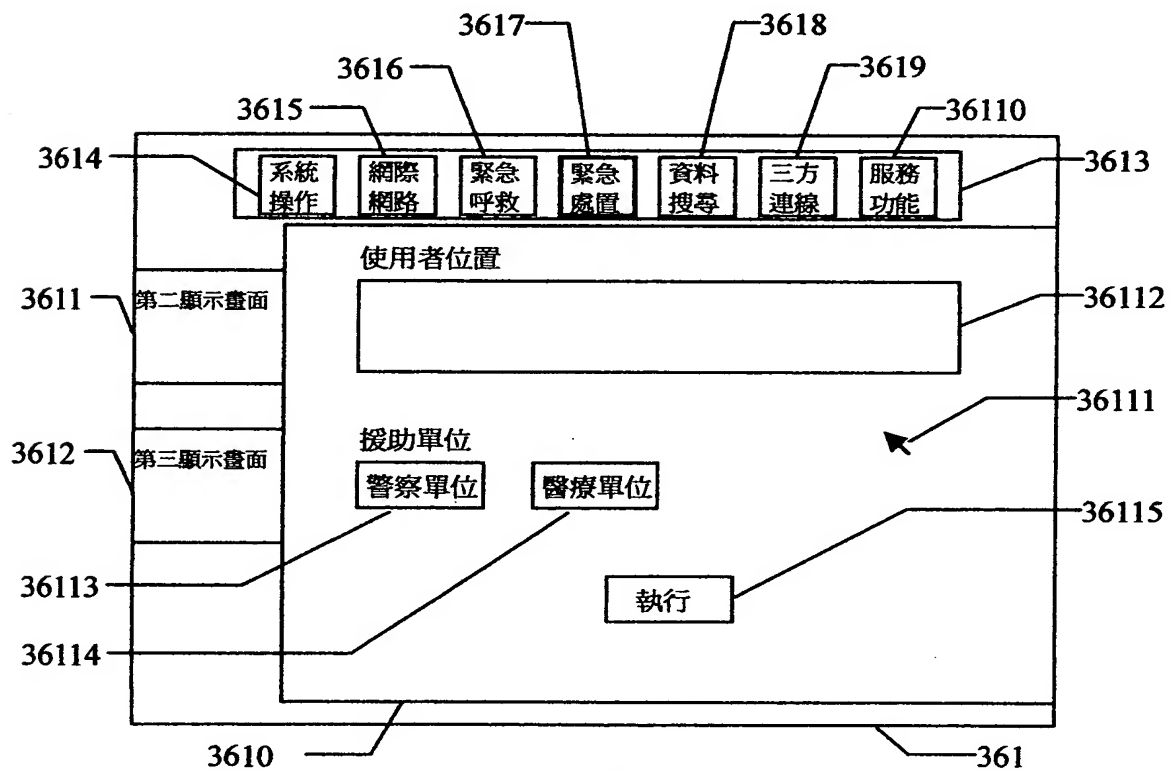 3617
3618
3616
3619
3615
36110
3614
系統
操作
網際
網路
緊急
呼救
緊急
處置
資料
搜尋
三方
連線
服務
功能
3613
使用者位置
3611
第二顯示畫面
36112
36111
援助單位
3612
第三顯示畫面
警察單位
醫療單位
36115
36113
執行
36114
3610
361